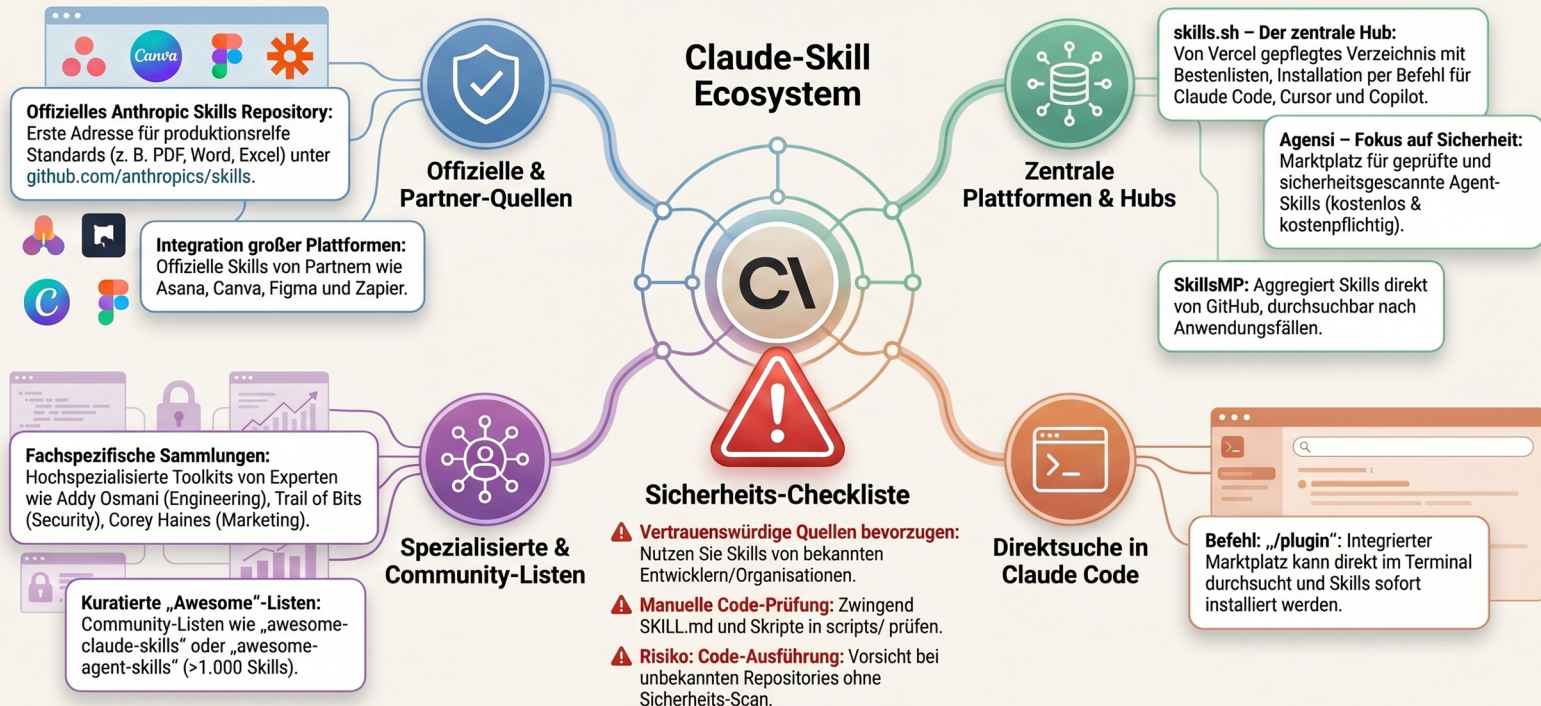 Claude-Skill
Ecosystem
Canva
Offizielles Anthropic Skills Repository:
Erste Adresse für produktionsrelfe
Standards (z. B. PDF, Word, Excel) unter
github.com/anthropics/skills.
Offizielle &
Partner-Quellen
Integration großer Plattformen:
Offizielle Skills von Partnern wie
Asana, Canva, Figma und Zapier.
C
skills.sh – Der zentrale Hub:
Von Vercel gepflegtes Verzeichnis mit
Bestenlisten, Installation per Befehl für
Claude Code, Cursor und Copilot.
Zentrale
Plattformen & Hubs
Agensi – Fokus auf Sicherheit:
Marktplatz für geprüfte und
sicherheitsgescannte Agent-
Skills (kostenlos &
kostenpflichtig).
SkillsMP: Aggregiert Skills direkt
von GitHub, durchsuchbar nach
Anwendungsfällen.
C\
Fachspezifische Sammlungen:
Hochspezialisierte Toolkits von Experten
wie Addy Osmani (Engineering), Trail of Bits
(Security), Corey Haines (Marketing).
Spezialisierte &
Community-Listen
Kuratierte „Awesome“-Listen:
Community-Listen wie „awesome-
claude-skills“ oder „awesome-
agent-skills“ (>1.000 Skills).
Sicherheits-Checkliste
Vertrauenswürdige Quellen bevorzugen:
Nutzen Sie Skills von bekannten
Entwicklern/Organisationen.
Manuelle Code-Prüfung: Zwingend
SKILL.md und Skripte in scripts/ prüfen.
Risiko: Code-Ausführung: Vorsicht bei
unbekannten Repositories ohne
Sicherheits-Scan.
Direktsuche in
Claude Code
Befehl: „/plugin“: Integrierter
Marktplatz kann direkt im Terminal
durchsucht und Skills sofort
installiert werden.